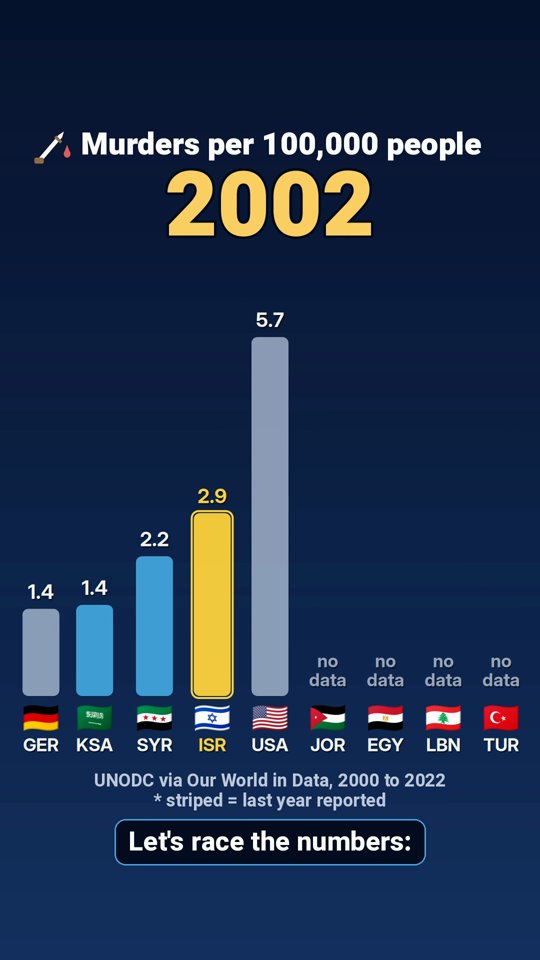 Murders per 100,000 people
2002
5.7
2.9
2.2
1.4 1.4
no no no no
data data data data
GER KSA SYR ISR USA JOR EGY LBN TUR
UNODC via Our World in Data, 2000 to 2022
* striped = last year reported
Let's race the numbers: